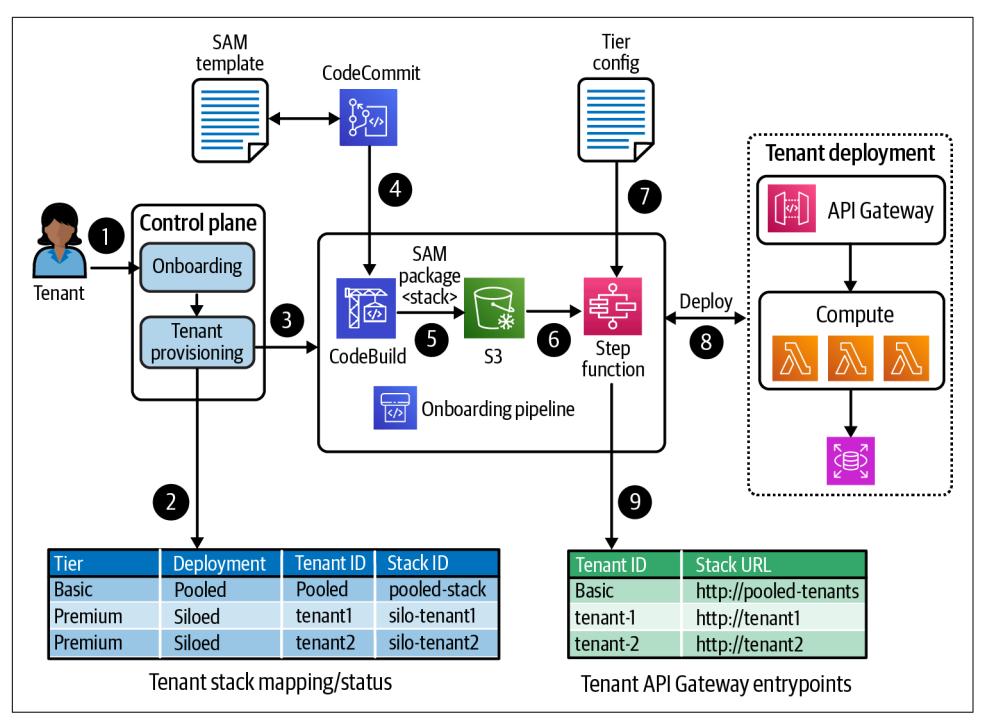 SAM
template
CodeCommit
Tier
config
Tenant deployment
API Gateway
Compute
4
7
1
Control plane
Onboarding
Tenant
provisioning
Tenant
3
SAM
package
<stack>
CodeBuild
5
S3
6
Step
function
Deploy
8
Onboarding pipeline
2
9
Tier Deployment Tenant ID Stack ID
Basic Pooled Pooled pooled-stack
Premium Siloed tenant1 silo-tenant1
Premium Siloed tenant2 silo-tenant2
Tenant stack mapping/status
Tenant ID Stack URL
Basic http://pooled-tenants
tenant-1 http://tenant1
tenant-2 http://tenant2
Tenant API Gateway entrypoints